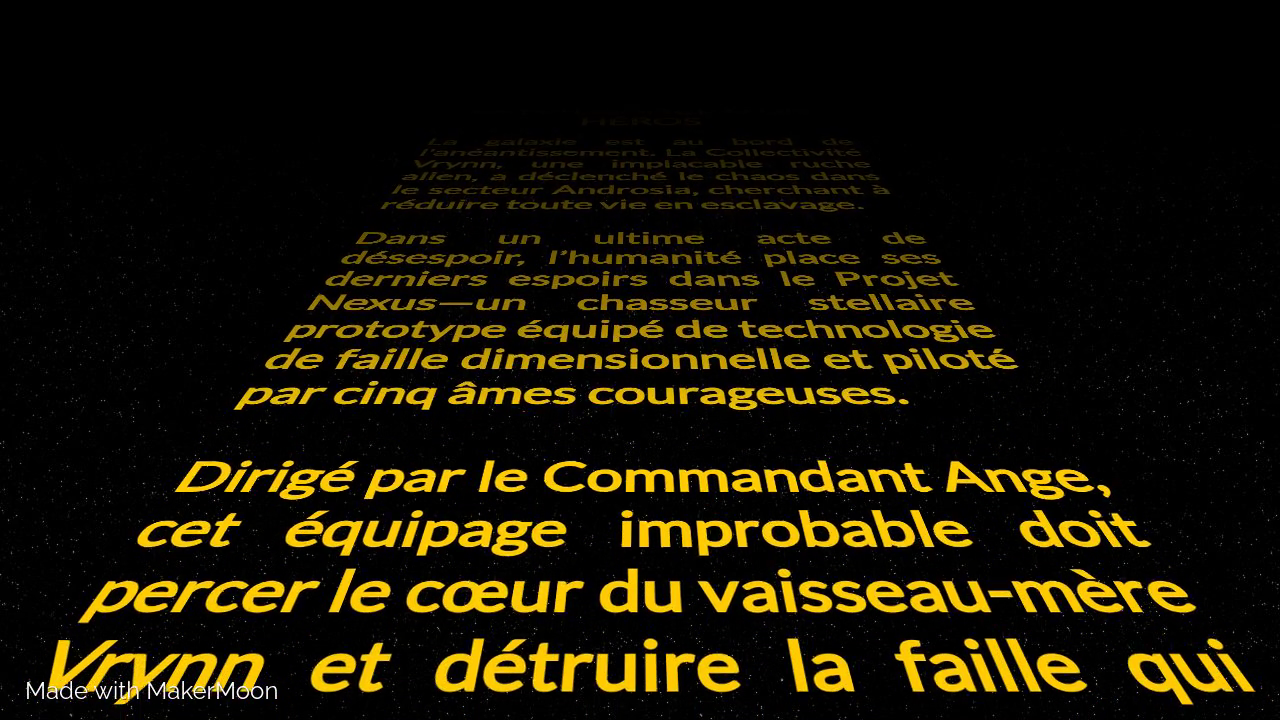 HÉROS
La galaxie est au bord de
l'anéantissement. La Collectivité
Vrynn, une implacable ruche
alien, a déclenché le chaos dans
le secteur Androsia, cherchant à
réduire toute vie en esclavage.
Dans un ultime acte de
désespoir, l'humanité place ses
derniers espoirs dans le Projet
Nexus—un chasseur stellaire
prototype équipé de technologie
de faille dimensionnelle et piloté
par cinq âmes courageuses.
Dirigé par le Commandant Ange,
cet équipage improbable doit
percer le cœur du vaisseau-mère
Vrynn et détruire la faille qui
Made with MakerMoon